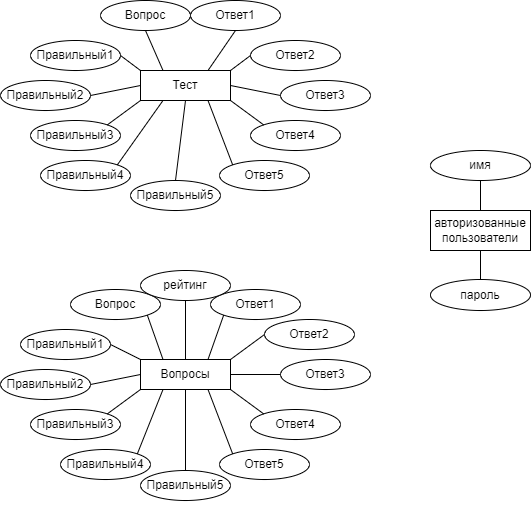 Вопрос
Ответ1
Правильный1
Ответ2
Тест
Правильный2
Ответ3
Правильный3
Ответ4
Правильный4
Ответ5
Правильный5
имя
авторизованные
пользователи
пароль
рейтинг
Вопрос
Ответ1
Правильный1
Ответ2
Вопросы
Правильный2
Ответ3
Правильный3
Ответ4
Правильный4
Ответ5
Правильный5